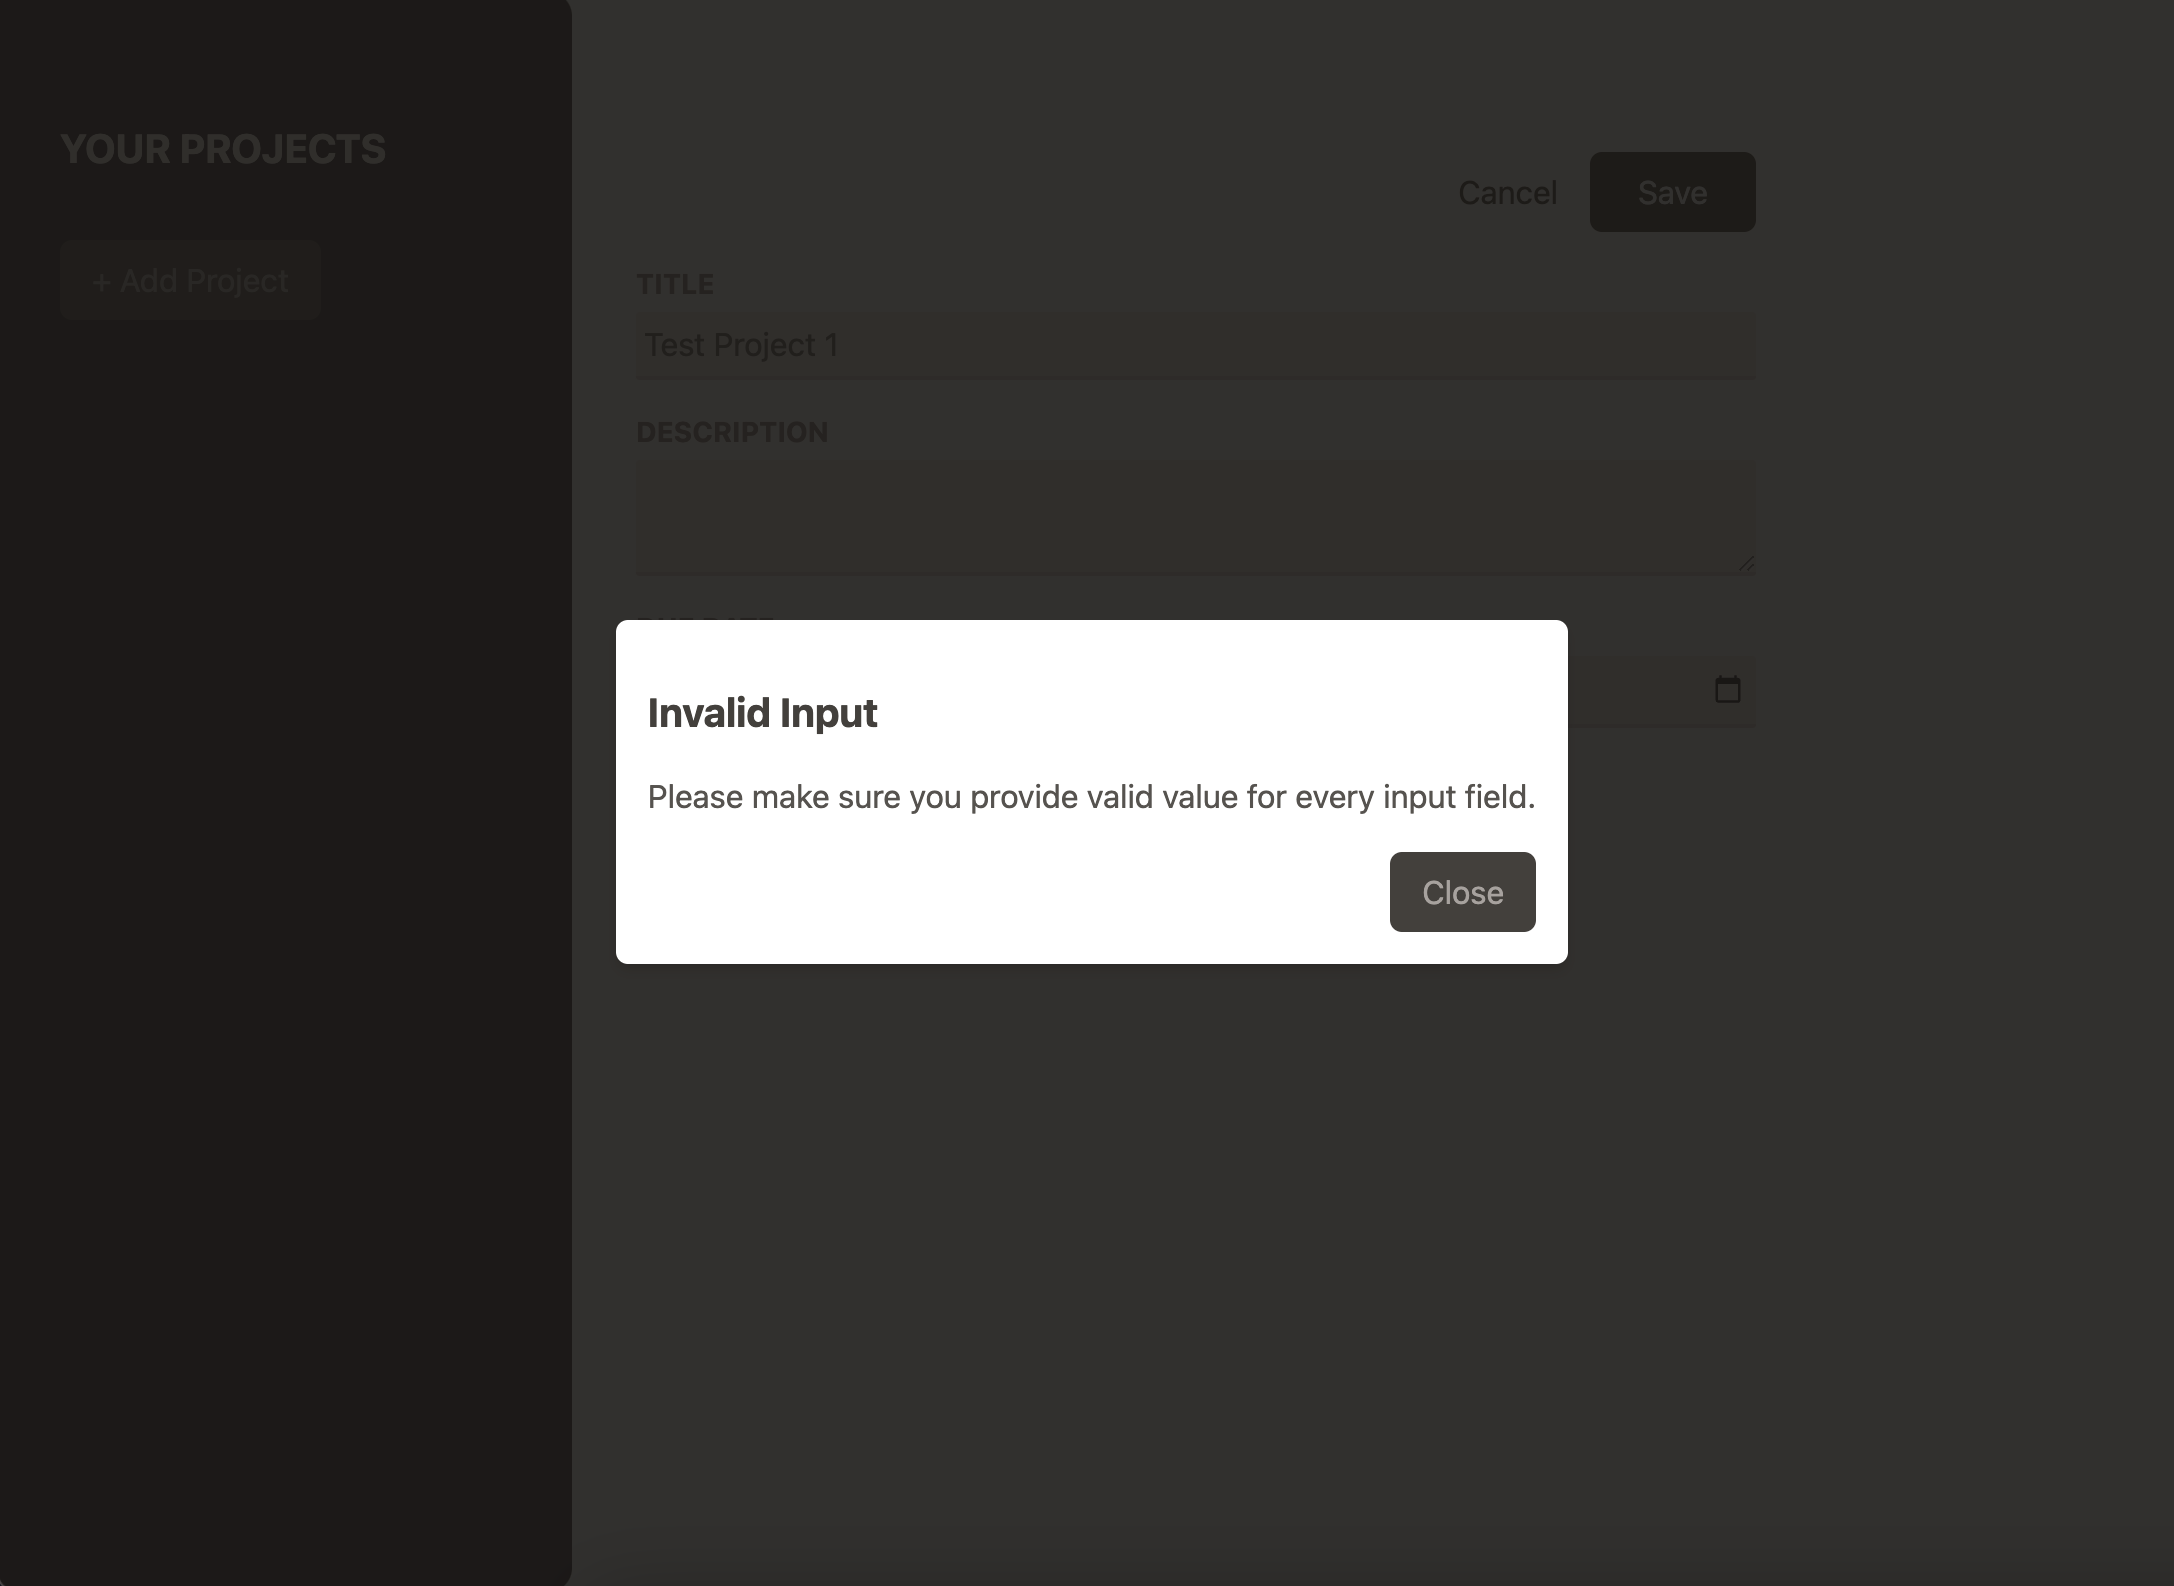 YOUR PROJECTS
+ Add Project
Cancel
Save
TITLE
Test Project 1
DESCRIPTION
Invalid Input
Please make sure you provide valid value for every input field.
Close